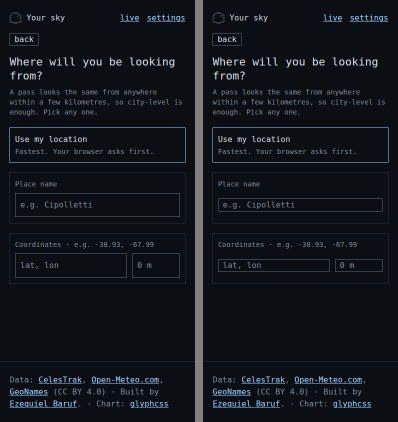 Your sky live settings
back
Where will you be looking
from?
A pass looks the same from anywhere
within a few kilometres, so city-level is
enough. Pick any one.
Use my location
Fastest. Your browser asks first.
Place name
e.g. Cipolletti
Coordinates · e.g. -38.93, -67.99
lat, lon 0 m
Data: CelesTrak, Open-Meteo.com,
GeoNames (CC BY 4.0) · Built by
Ezequiel Baruf. · Chart: glyphcss
Your sky live settings
back
Where will you be looking
from?
A pass looks the same from anywhere
within a few kilometres, so city-level is
enough. Pick any one.
Use my location
Fastest. Your browser asks first.
Place name
e.g. Cipolletti
Coordinates · e.g. -38.93, -67.99
lat, lon 0 m
Data: CelesTrak, Open-Meteo.com,
GeoNames (CC BY 4.0) · Built by
Ezequiel Baruf. · Chart: glyphcss